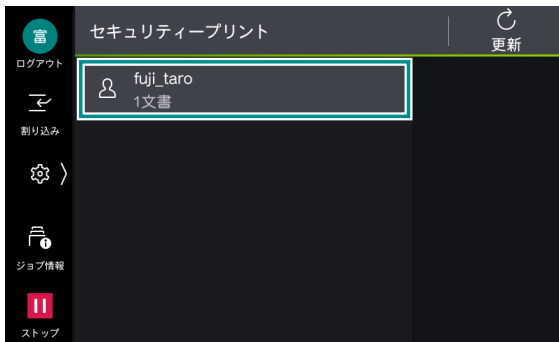 富
ログアウト
セキュリティープリント
更新
fuji_taro
1文書
割り込み
ジョブ情報
ストップ